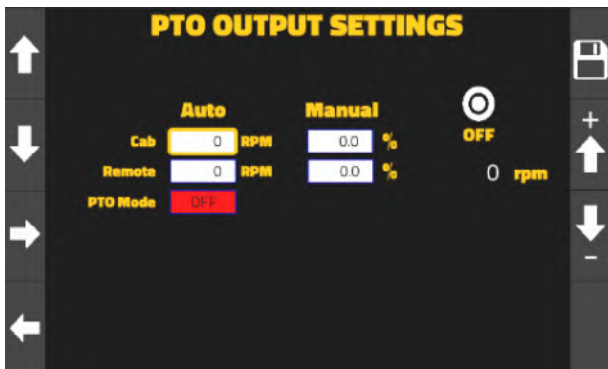 PTO OUTPUT SETTINGS
Auto Manual
OFF
Cab 0 RPM 0.0 %
Remote 0 RPM 0.0 %
0 rpm
PTO Mode OFF
+
-